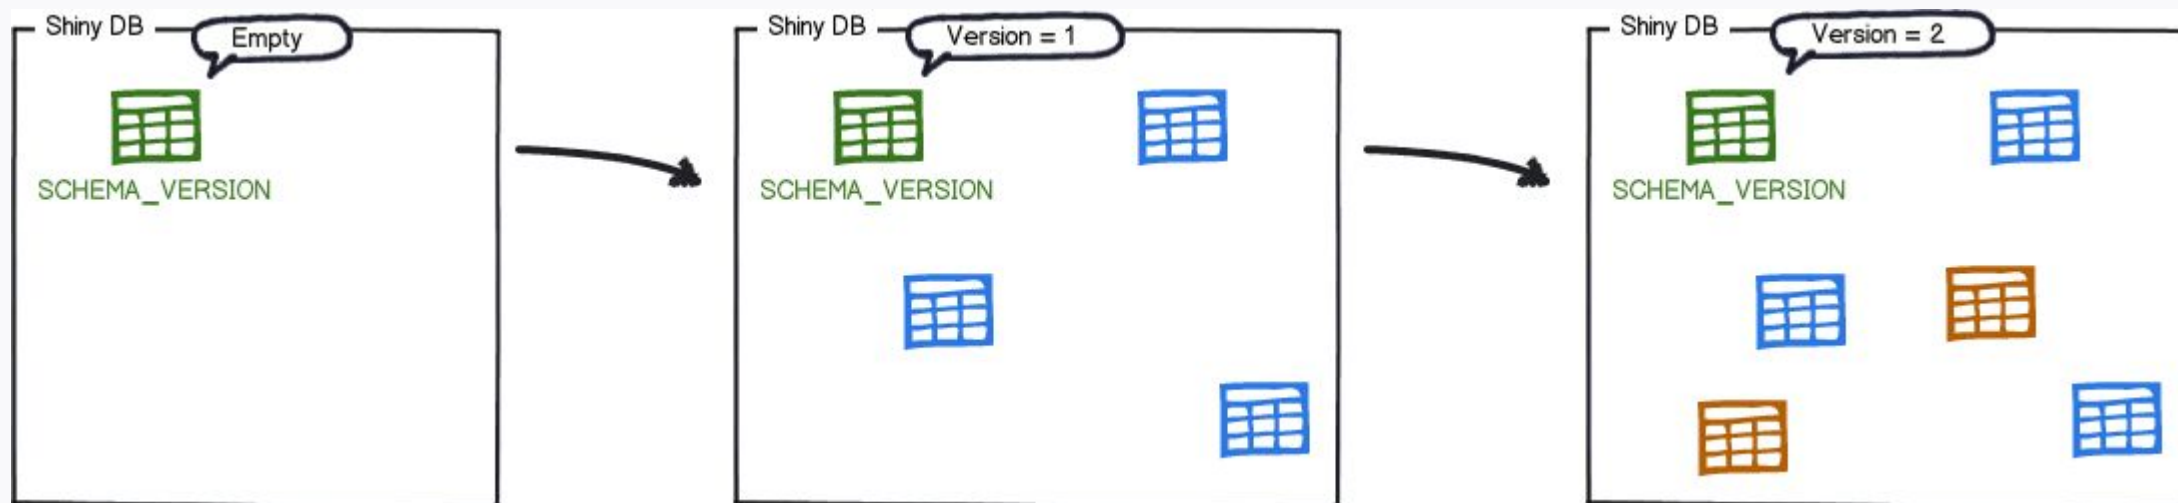 Shiny DB
Empty
SCHEMA_VERSION
Shiny DB
Version = 1
SCHEMA_VERSION
Shiny DB
Version = 2
SCHEMA_VERSION